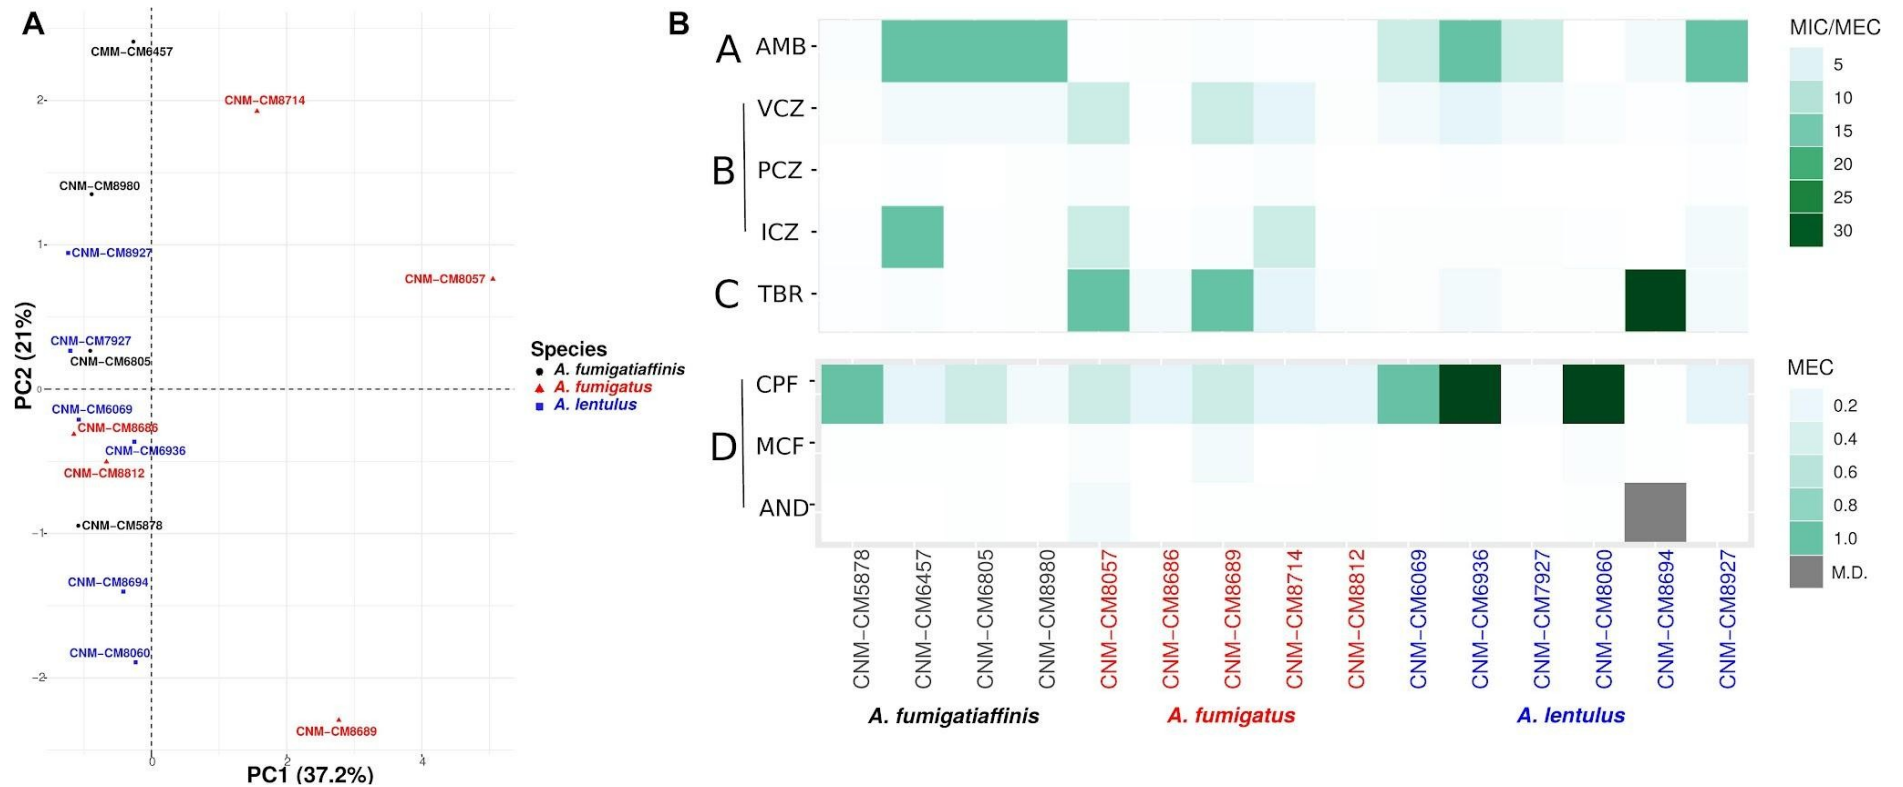 A
CMM−CM6457
CNM−CM8714
2
CNM−CM8980
1
CNM−CM8927
CNM−CM8057
CNM−CM7927
CNM−CM6805
0
CNM−CM6069
CNM−CM8686
CNM−CM6936
CNM−CM8812
−1
CNM−CM5878
CNM−CM8694
CNM−CM8060
−2
CNM−CM8689
0 2 4
PC1 (37.2%)
PC2 (21%)
Species
A. fumigatiaffinis
A. fumigatus
A. lentulus
B
A AMB
VCZ
B PCZ
ICZ
C TBR
CPF
D MCF
AND
CNM−CM5878
CNM−CM6457
CNM−CM6805
CNM−CM8980
CNM−CM8057
CNM−CM8686
CNM−CM8689
CNM−CM8714
CNM−CM8812
CNM−CM6069
CNM−CM6936
CNM−CM7927
CNM−CM8060
CNM−CM8694
CNM−CM8927
A. fumigatiaffinis
A. fumigatus
A. lentulus
MIC/MEC
5
10
15
20
25
30
MEC
0.2
0.4
0.6
0.8
1.0
M.D.